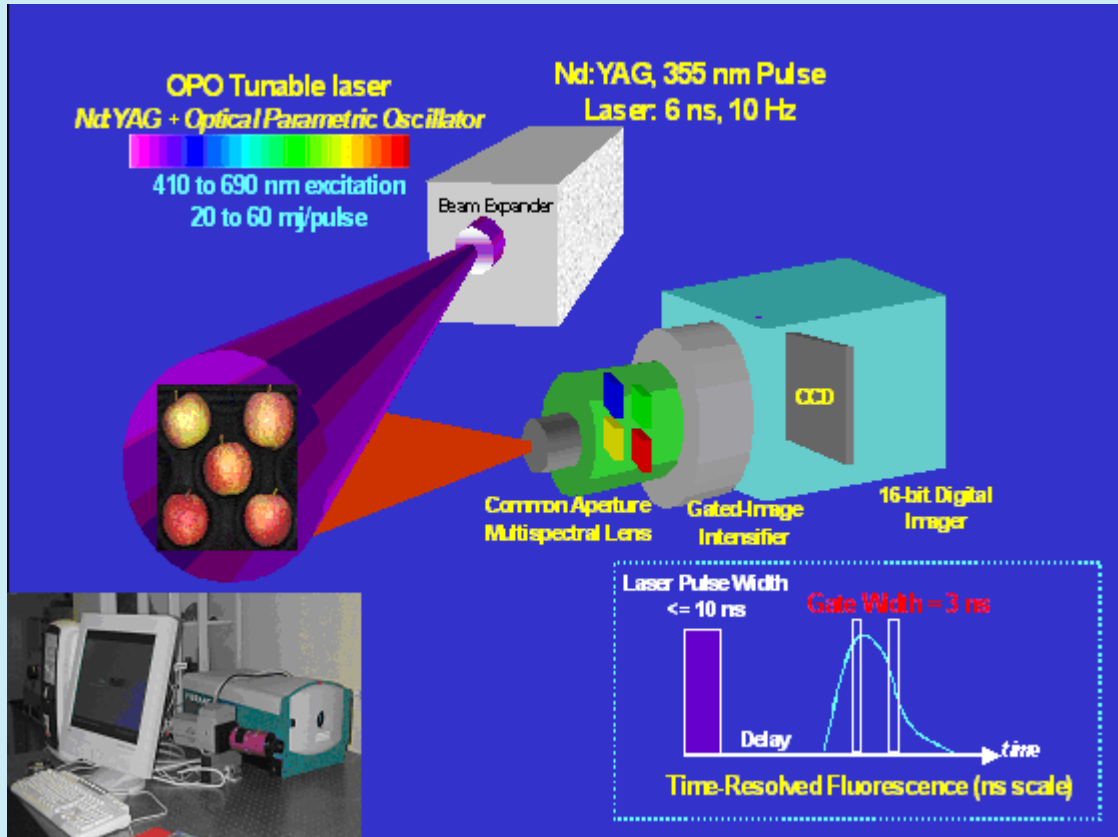 OPO Tunable laser
Nd:YAG + Optical Parametric Oscillator
410 to 690 nm excitation
20 to 60 mj/pulse
Nd:YAG, 355 nm Pulse
Laser: 6 ns, 10 Hz
Beam Expander
CCD
Common Aperture
Multispectral Lens
Gated-Image
Intensifier
16-bit Digital
Imager
Laser Pulse Width
<= 10 ns
Gate Width = 3 ns
Delay
time
Time-Resolved Fluorescence (ns scale)